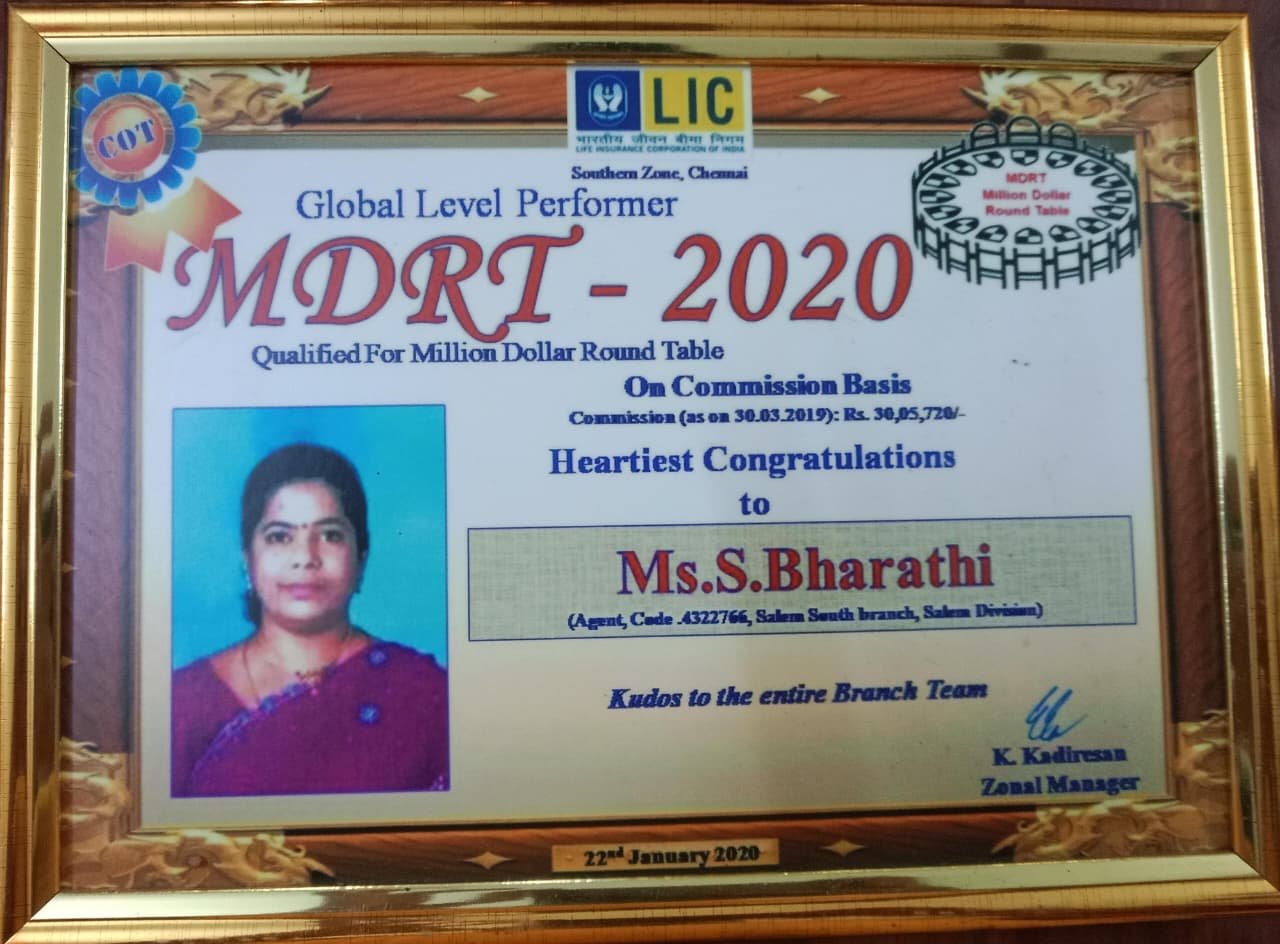 COT
LIC
भारतीय जीवन बीमा निगम
LIFE INSURANCE CORPORATION OF INDIA
Southern Zone, Chennai
MDRT
Million Dollar
Round Table
Global Level Performer
MDRT - 2020
Qualified For Million Dollar Round Table
On Commission Basis
Commission (as on 30.03.2019): Rs. 30,05,720/-
Heartiest Congratulations
to
Ms.S.Bharathi
(Agent, Code .4322766, Salem South branch, Salem Division)
Kudos to the entire Branch Team
K. Kadiresan
Zonal Manager
22nd January 2020